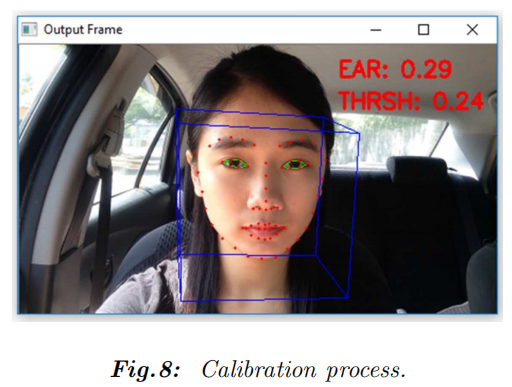 Output Frame
EAR: 0.29
THRSH: 0.24
Fig.8: Calibration process.